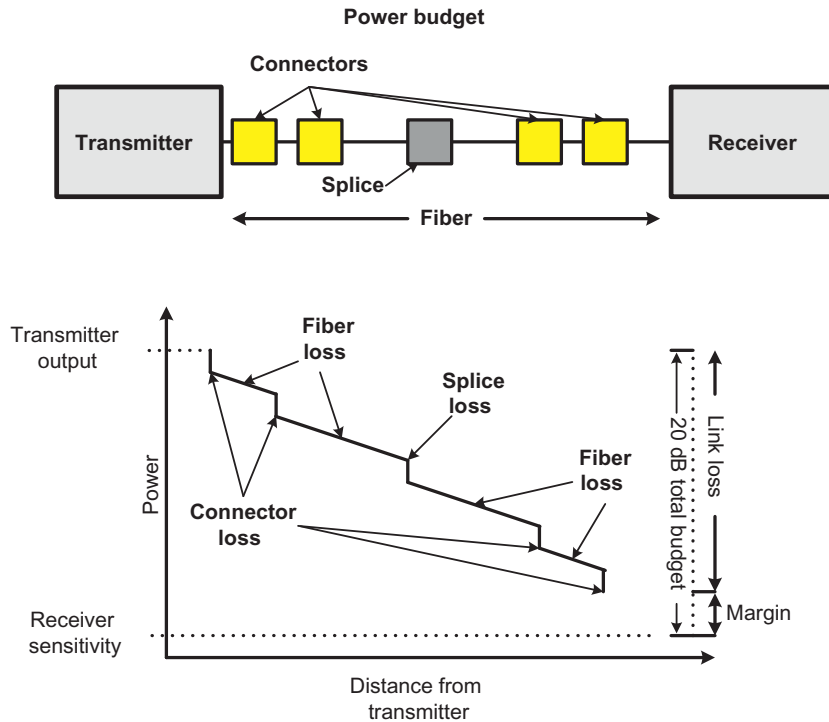 Power budget
Connectors
Transmitter
Receiver
Splice
Fiber
Transmitter
output
Fiber
loss
Splice
loss
Fiber
loss
Connector
loss
Power
20 dB total budget
Link loss
Margin
Receiver
sensitivity
Distance from
transmitter